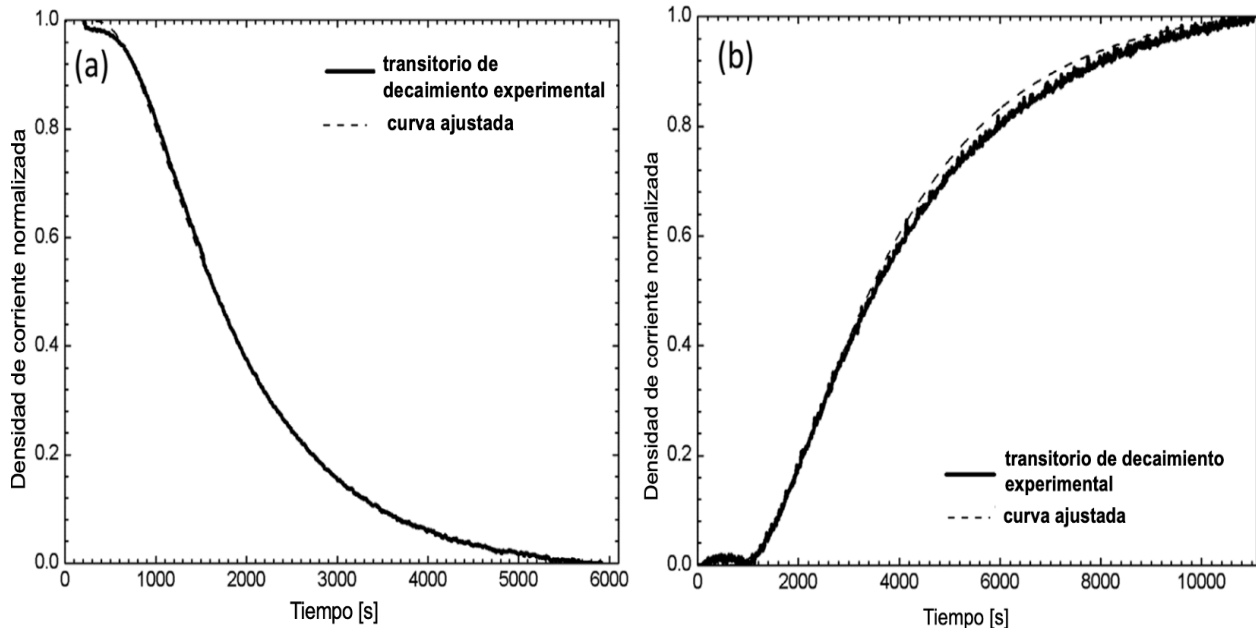 (a)
transitorio de
decaimiento experimental
curva ajustada
Densidad de corriente normalizada
1.0
0.8
0.6
0.4
0.2
0.0
0 1000 2000 3000 4000 5000 6000
Tiempo [s]
(b)
transitorio de decaimiento
experimental
curva ajustada
Densidad de corriente normalizada
1.0
0.8
0.6
0.4
0.2
0.0
0 2000 4000 6000 8000 10000
Tiempo [s]